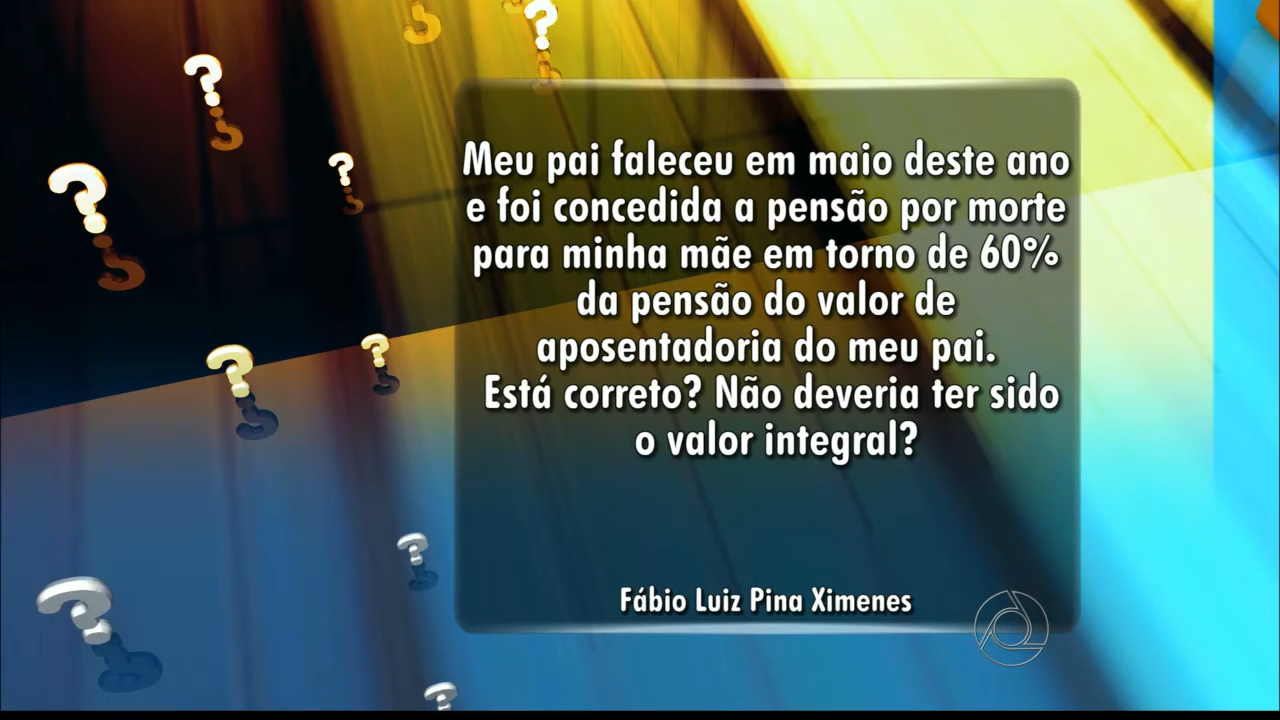 Meu pai faleceu em maio deste ano
e foi concedida a pensão por morte
para minha mãe em torno de 60%
da pensão do valor de
aposentadoria do meu pai.
Está correto? Não deveria ter sido
o valor integral?
Fábio Luiz Pina Ximenes